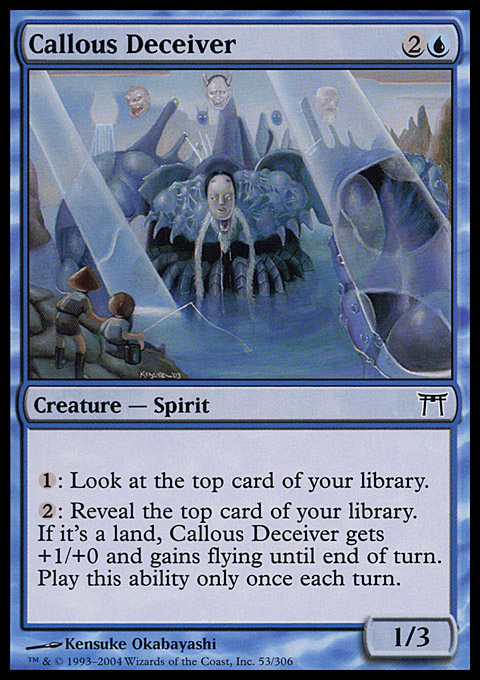 Callous Deceiver 2
Creature — Spirit
1: Look at the top card of your library.
2: Reveal the top card of your library.
If it's a land, Callous Deceiver gets
+1/+0 and gains flying until end of turn.
Play this ability only once each turn.
Kensuke Okabayashi
1/3
™ & © 1993–2004 Wizards of the Coast, Inc. 53/306